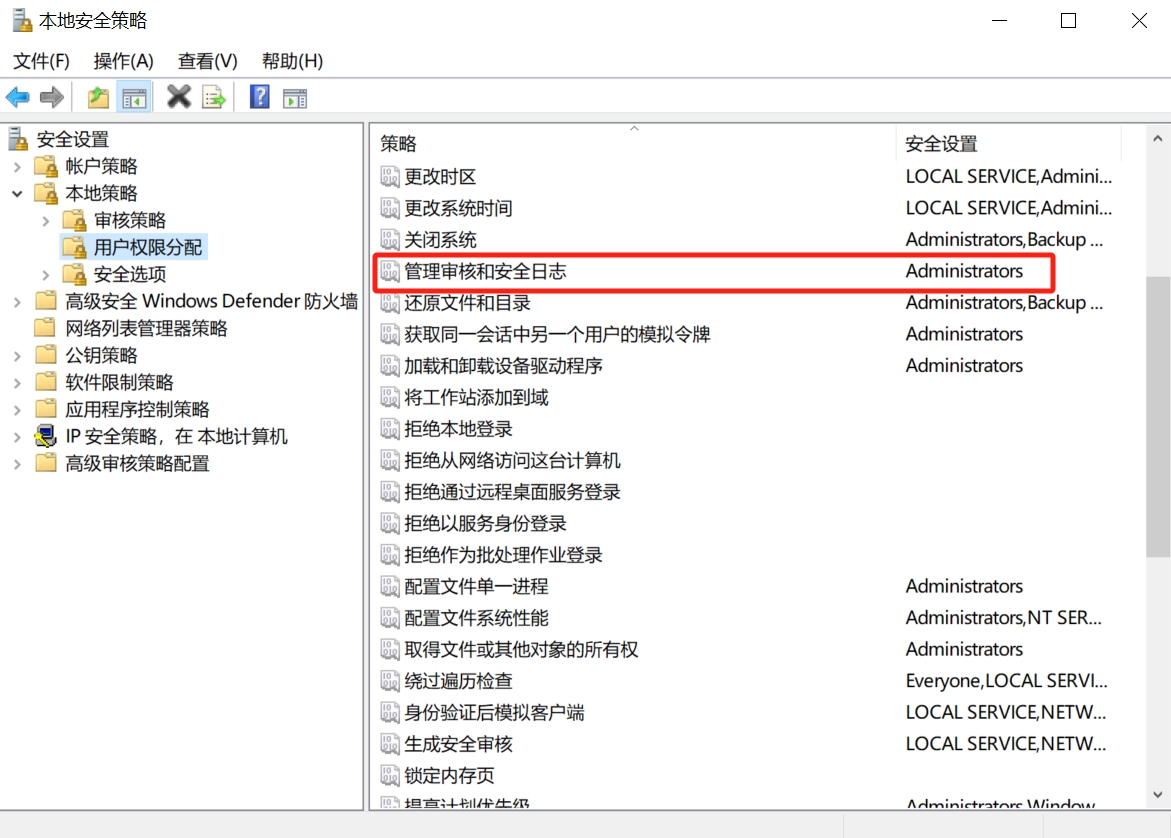 本地安全策略
文件(F) 操作(A) 查看(V) 帮助(H)
安全设置
帐户策略
本地策略
审核策略
用户权限分配
安全选项
高级安全 Windows Defender 防火墙
网络列表管理器策略
公钥策略
软件限制策略
应用程序控制策略
IP 安全策略，在 本地计算机
高级审核策略配置
策略 安全设置
更改时区 LOCAL SERVICE,Admini...
更改系统时间 LOCAL SERVICE,Admini...
关闭系统 Administrators,Backup ...
管理审核和安全日志 Administrators
还原文件和目录 Administrators,Backup ...
获取同一会话中另一个用户的模拟令牌 Administrators
加载和卸载设备驱动程序 Administrators
将工作站添加到域
拒绝本地登录
拒绝从网络访问这台计算机
拒绝通过远程桌面服务登录
拒绝以服务身份登录
拒绝作为批处理作业登录
配置文件单一进程 Administrators
配置文件系统性能 Administrators,NT SER...
取得文件或其他对象的所有权 Administrators
绕过遍历检查 Everyone,LOCAL SERVI...
身份验证后模拟客户端 LOCAL SERVICE,NETW...
生成安全审核 LOCAL SERVICE,NETW...
锁定内存页
提高计划优先级 Administrators,Window...